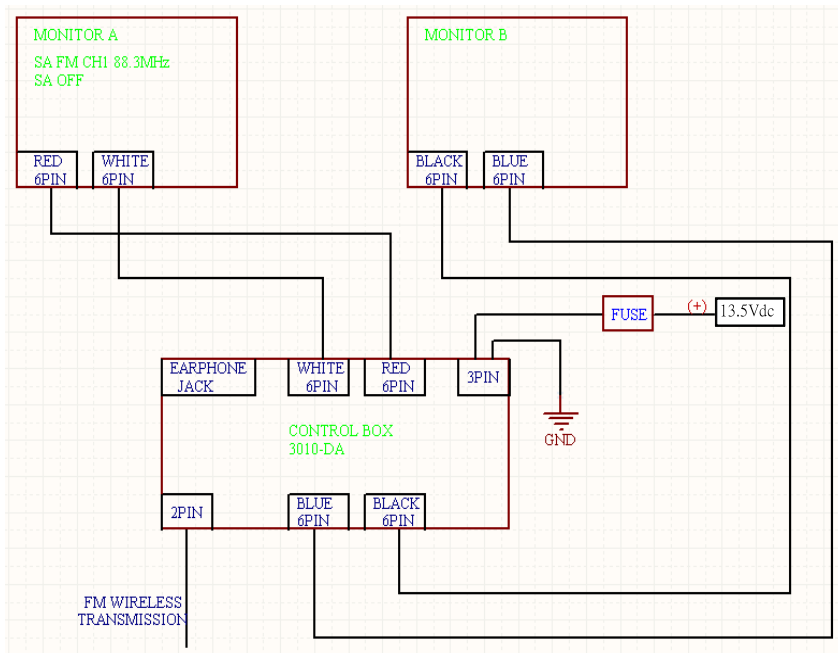 MONITOR A
SA FM CH1 88.3MHz
SA OFF
RED
6PIN
WHITE
6PIN
MONITOR B
BLACK
6PIN
BLUE
6PIN
FUSE
(+)
13.5Vdc
EARPHONE
JACK
WHITE
6PIN
RED
6PIN
3PIN
GND
CONTROL BOX
3010-DA
2PIN
BLUE
6PIN
BLACK
6PIN
FM WIRELESS
TRANSMISSION